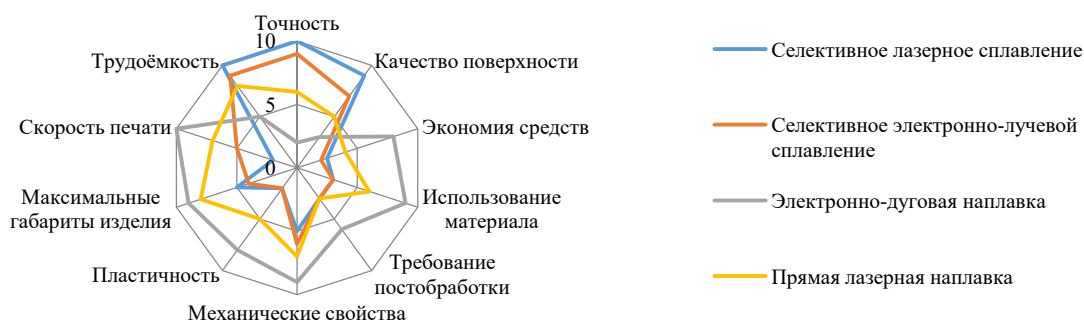 Точность
10
Трудоёмкость
Качество поверхности
5
Скорость печати
Экономия средств
0
Максимальные
габариты изделия
Использование
материала
Пластичность
Требование
постобработки
Механические свойства
Селективное лазерное сплавление
Селективное электронно-лучевой
сплавление
Электронно-дуговая наплавка
Прямая лазерная наплавка